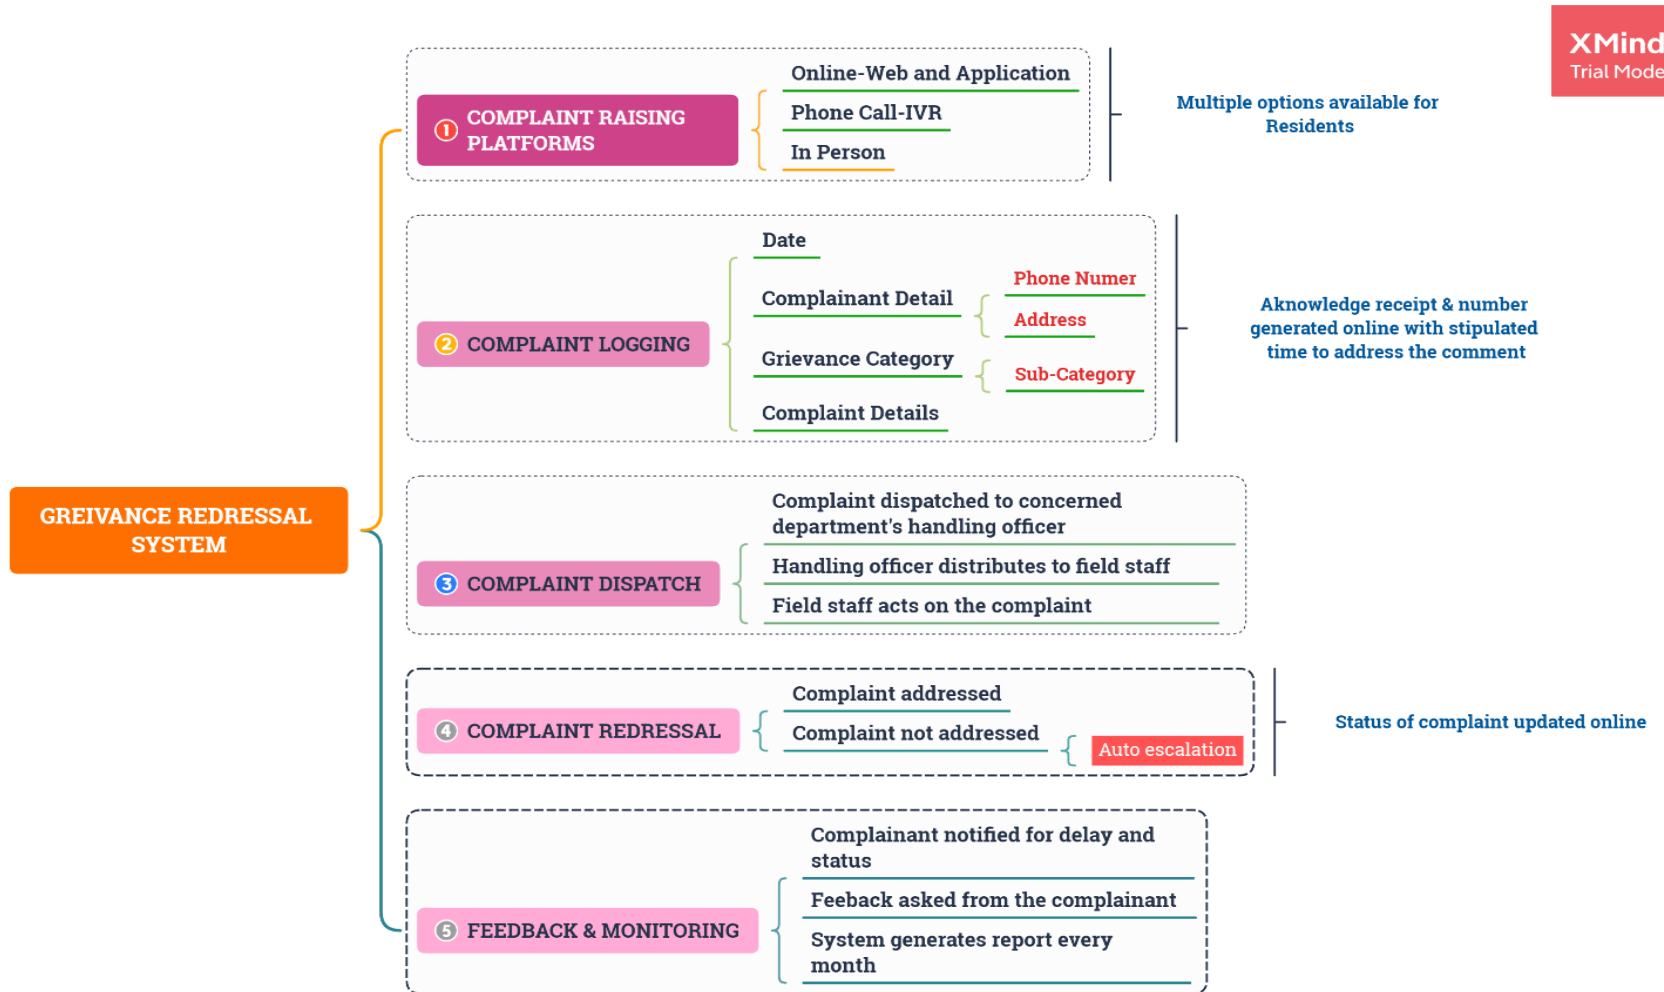 XMind
Trial Mode
GREIVANCE REDRESSAL
SYSTEM
1 COMPLAINT RAISING
PLATFORMS
Online-Web and Application
Phone Call-IVR
In Person
Multiple options available for
Residents
2 COMPLAINT LOGGING
Date
Complainant Detail
Phone Numer
Address
Grievance Category
Sub-Category
Complaint Details
Aknowledge receipt & number
generated online with stipulated
time to address the comment
3 COMPLAINT DISPATCH
Complaint dispatched to concerned
department's handling officer
Handling officer distributes to field staff
Field staff acts on the complaint
4 COMPLAINT REDRESSAL
Complaint addressed
Complaint not addressed
Auto escalation
Status of complaint updated online
5 FEEDBACK & MONITORING
Complainant notified for delay and
status
Feeback asked from the complainant
System generates report every
month